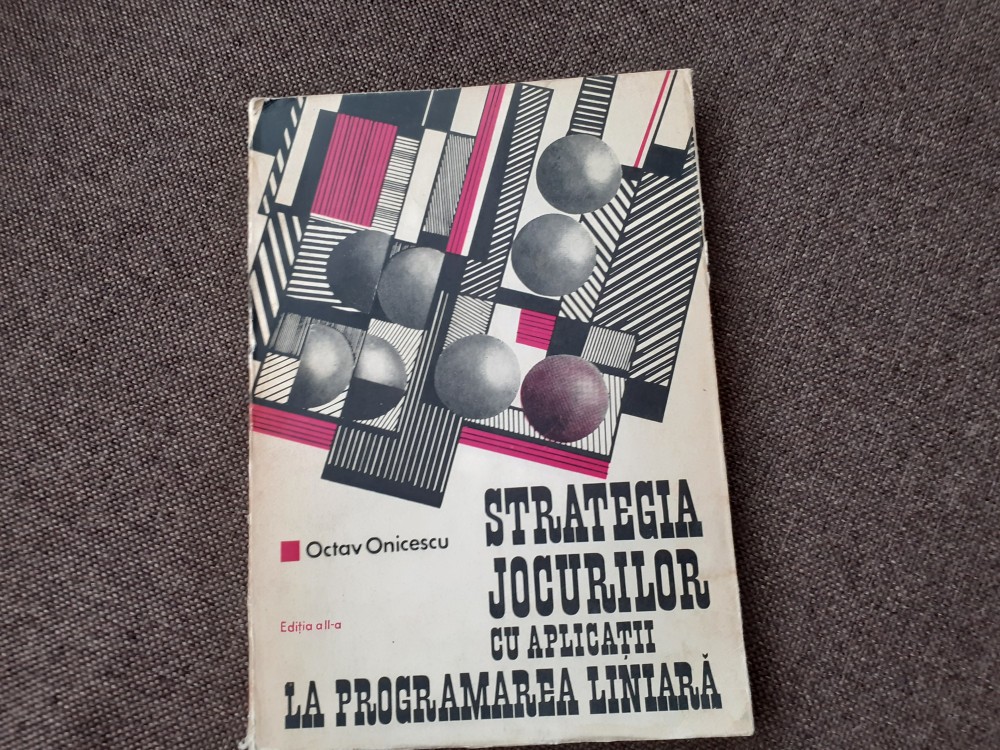 Octav Onicescu
Ediția a II-a
STRATEGIA
JOCURILOR
CU APLICAȚII
LA PROGRAMAREA LINIARĂ